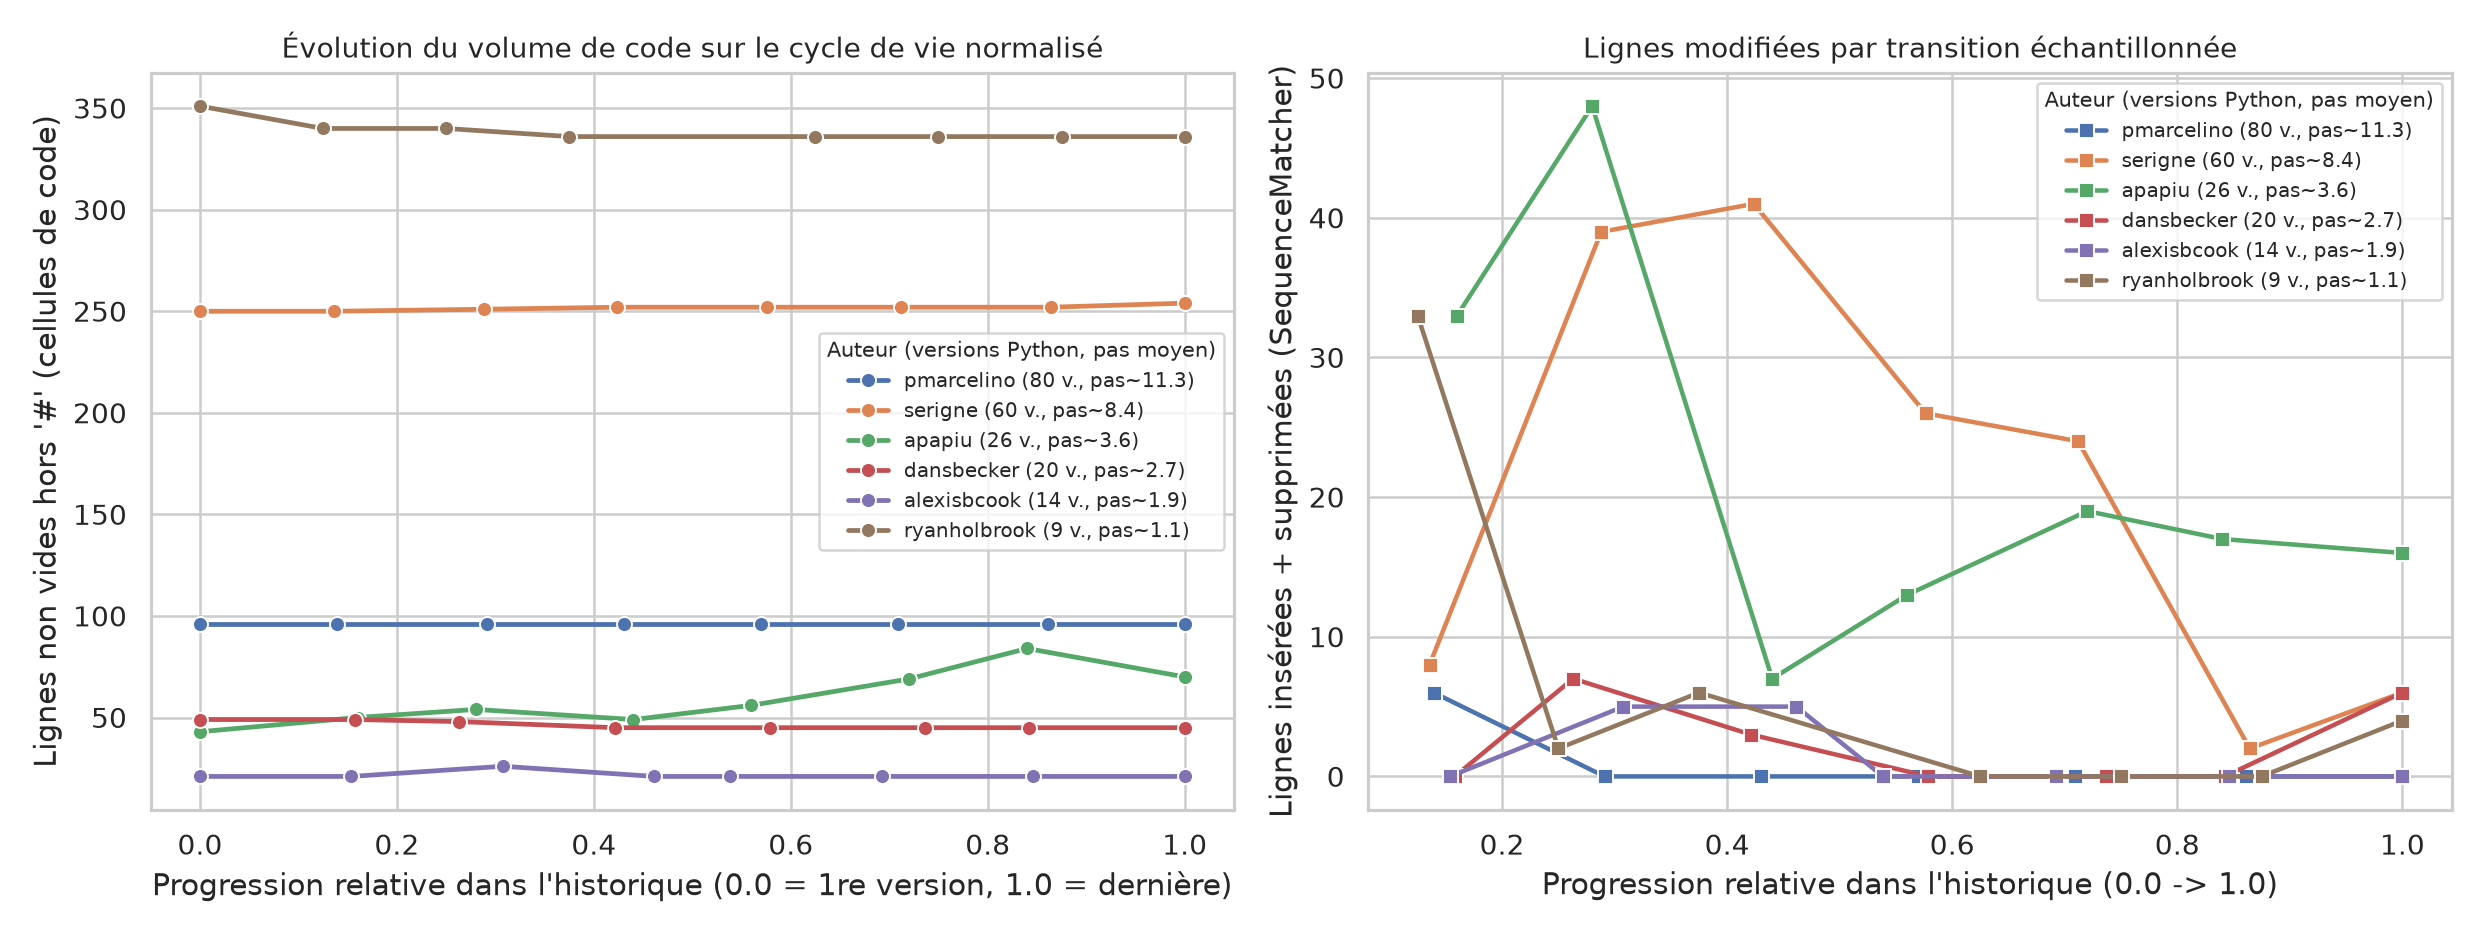 Évolution du volume de code sur le cycle de vie normalisé
Lignes non vides hors '#' (cellules de code)
350
300
250
200
150
100
50
Auteur (versions Python, pas moyen)
pmarcelino (80 v., pas~11.3)
serigne (60 v., pas~8.4)
apapiu (26 v., pas~3.6)
dansbecker (20 v., pas~2.7)
alexisbcook (14 v., pas~1.9)
ryanholbrook (9 v., pas~1.1)
0.0 0.2 0.4 0.6 0.8 1.0
Progression relative dans l'historique (0.0 = 1re version, 1.0 = dernière)
Lignes modifiées par transition échantillonnée
Lignes insérées + supprimées (SequenceMatcher)
50
40
30
20
10
0
Auteur (versions Python, pas moyen)
pmarcelino (80 v., pas~11.3)
serigne (60 v., pas~8.4)
apapiu (26 v., pas~3.6)
dansbecker (20 v., pas~2.7)
alexisbcook (14 v., pas~1.9)
ryanholbrook (9 v., pas~1.1)
0.2 0.4 0.6 0.8 1.0
Progression relative dans l'historique (0.0 -> 1.0)